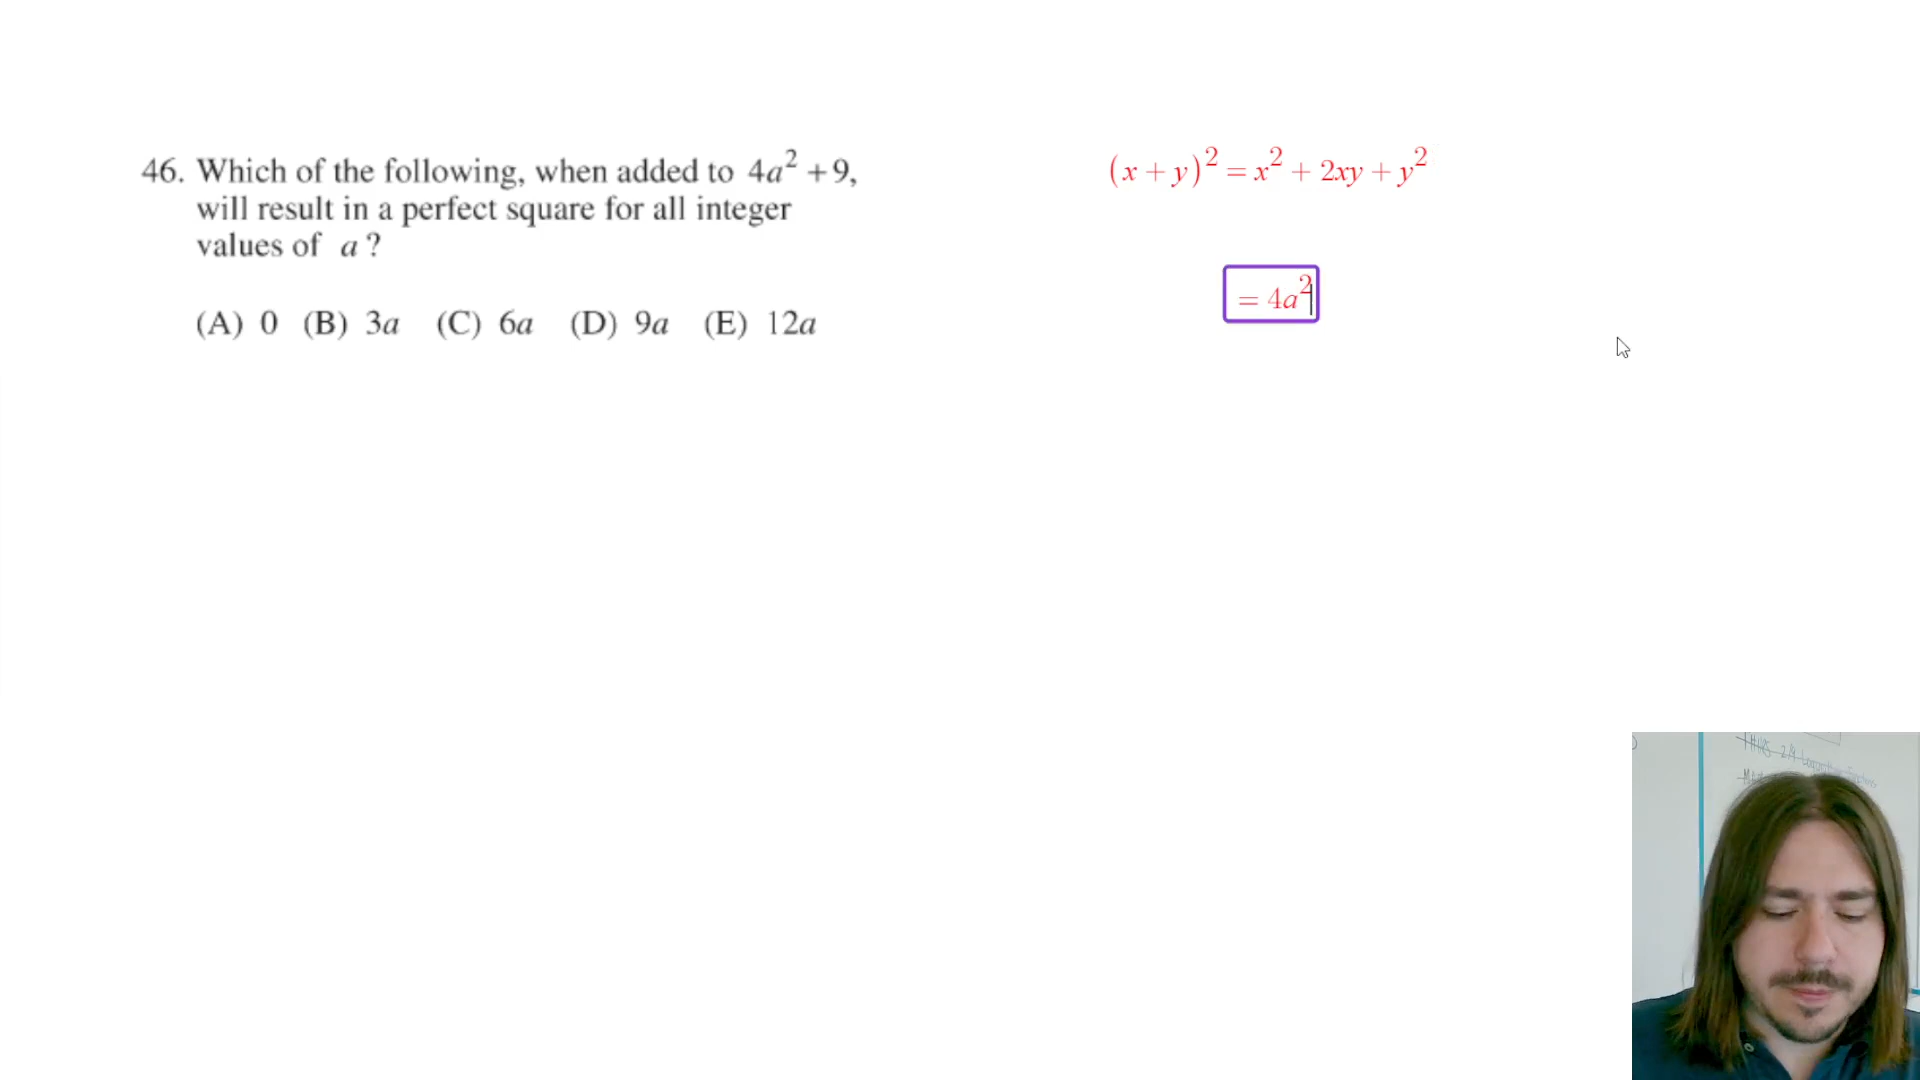 46. Which of the following, when added to 4a² + 9,
will result in a perfect square for all integer
values of a ?
(A) 0 (B) 3a (C) 6a (D) 9a (E) 12a
(x + y)² = x² + 2xy + y²
= 4a²